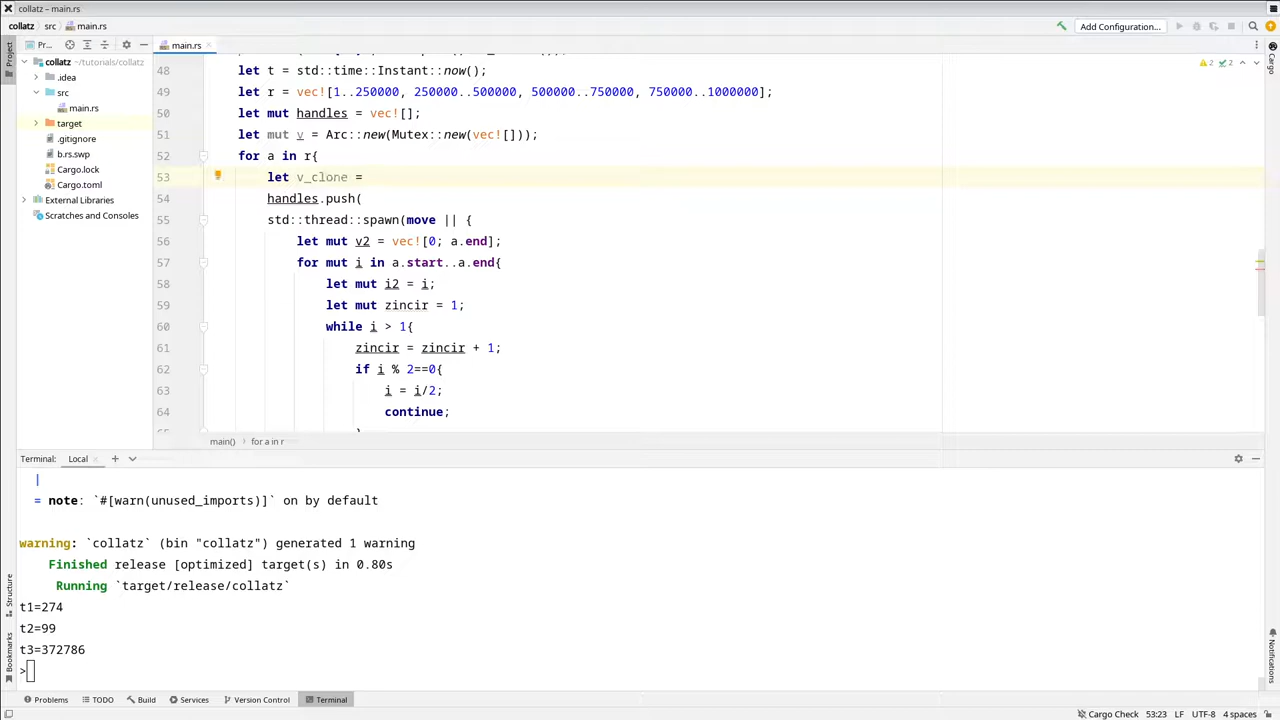 collatz – main.rs
collatz
src
main.rs
Add Configuration...
Project
Pr...
main.rs
Cargo
collatz ~/tutorials/collatz
.idea
src
main.rs
target
.gitignore
b.rs.swp
Cargo.lock
Cargo.toml
External Libraries
Scratches and Consoles
2 2
48 let t = std::time::Instant::now();
49 let r = vec![1..250000, 250000..500000, 500000..750000, 750000..1000000];
50 let mut handles = vec![];
51 let mut v = Arc::new(Mutex::new(vec![]));
52 for a in r{
53 let v_clone =
54 handles.push(
55 std::thread::spawn(move || {
56 let mut v2 = vec![0; a.end];
57 for mut i in a.start..a.end{
58 let mut i2 = i;
59 let mut zincir = 1;
60 while i > 1{
61 zincir = zincir + 1;
62 if i % 2==0{
63 i = i/2;
64 continue;
main() for a in r
Terminal: Local
|
= note: `#[warn(unused_imports)]` on by default
warning: `collatz` (bin "collatz") generated 1 warning
Finished release [optimized] target(s) in 0.80s
Running `target/release/collatz`
t1=274
t2=99
t3=372786
>
Structure
Bookmarks
Notifications
Problems
TODO
Build
Services
Version Control
Terminal
Cargo Check 53:23 LF UTF-8 4 spaces